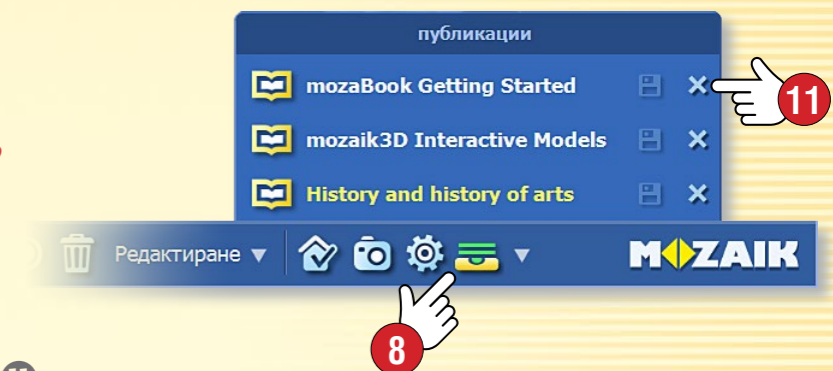 публикации
mozaBook Getting Started
11
mozaik3D Interactive Models
History and history of arts
Редактиране
MOZAIK
8